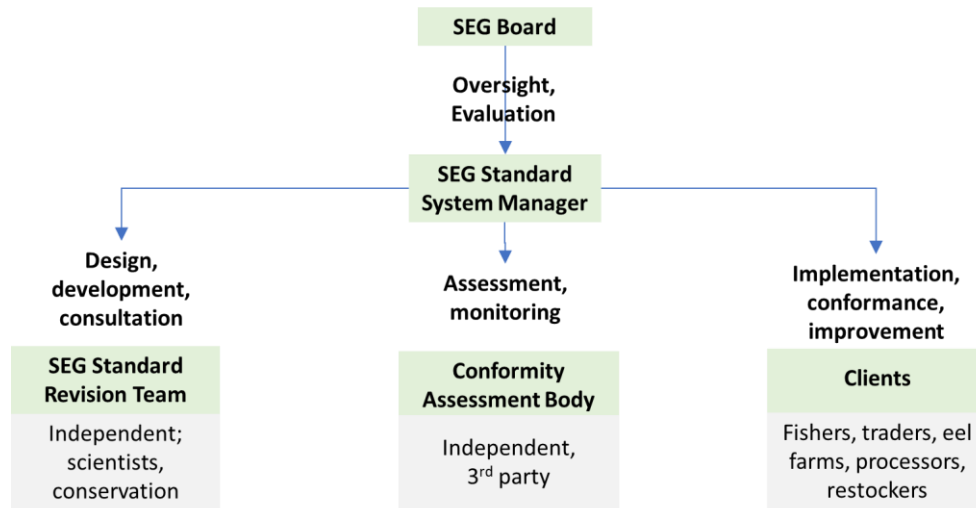 SEG Board
Oversight,
Evaluation
SEG Standard
System Manager
Design,
development,
consultation
SEG Standard
Revision Team
Independent;
scientists,
conservation
Assessment,
monitoring
Conformity
Assessment Body
Independent,
3rd party
Implementation,
conformance,
improvement
Clients
Fishers, traders, eel
farms, processors,
restockers